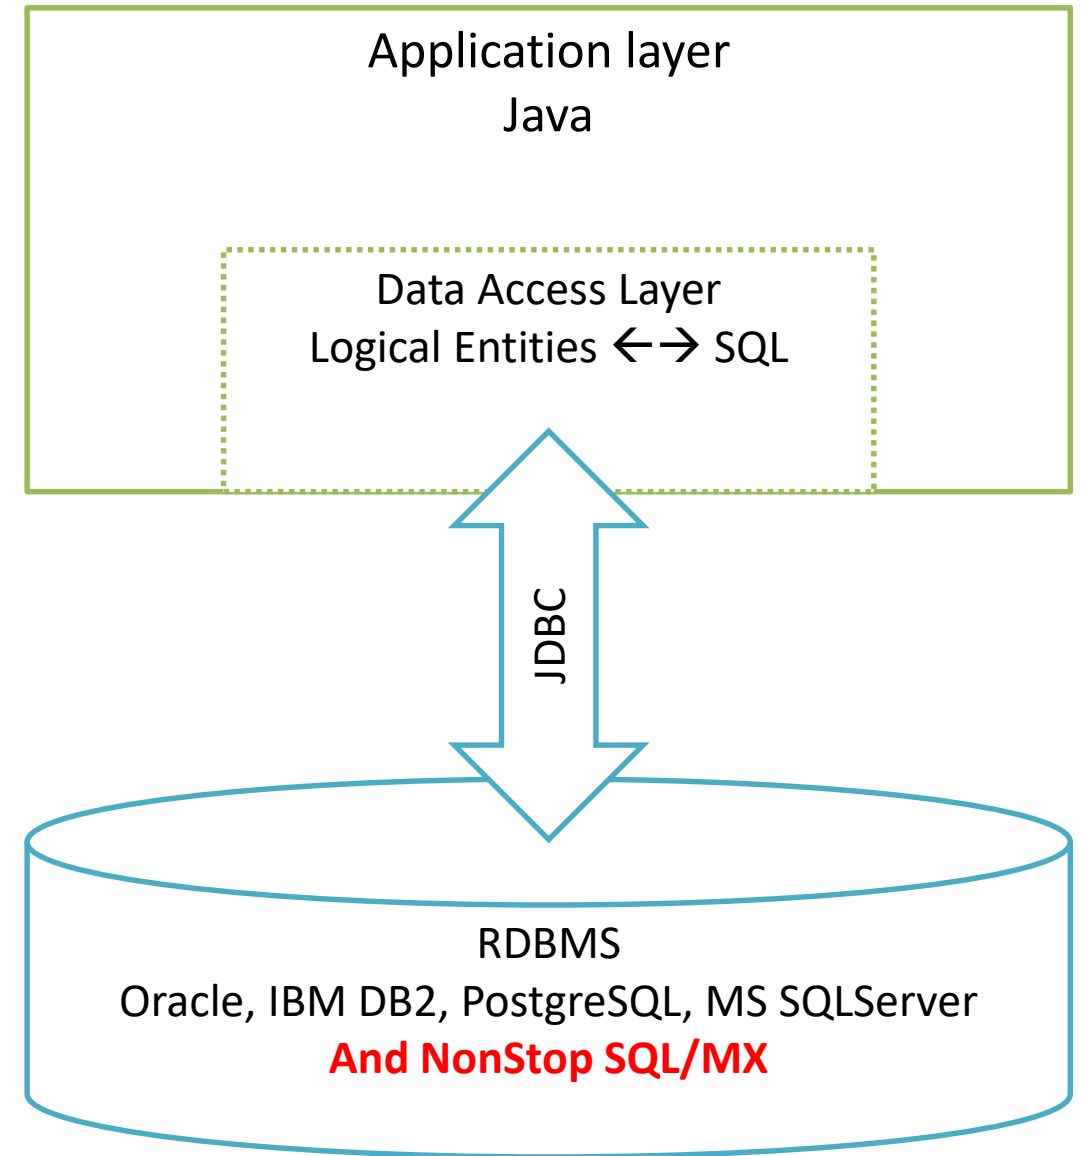 Application layer
Java
Data Access Layer
Logical Entities ←→ SQL
JDBC
RDBMS
Oracle, IBM DB2, PostgreSQL, MS SQLServer
And NonStop SQL/MX